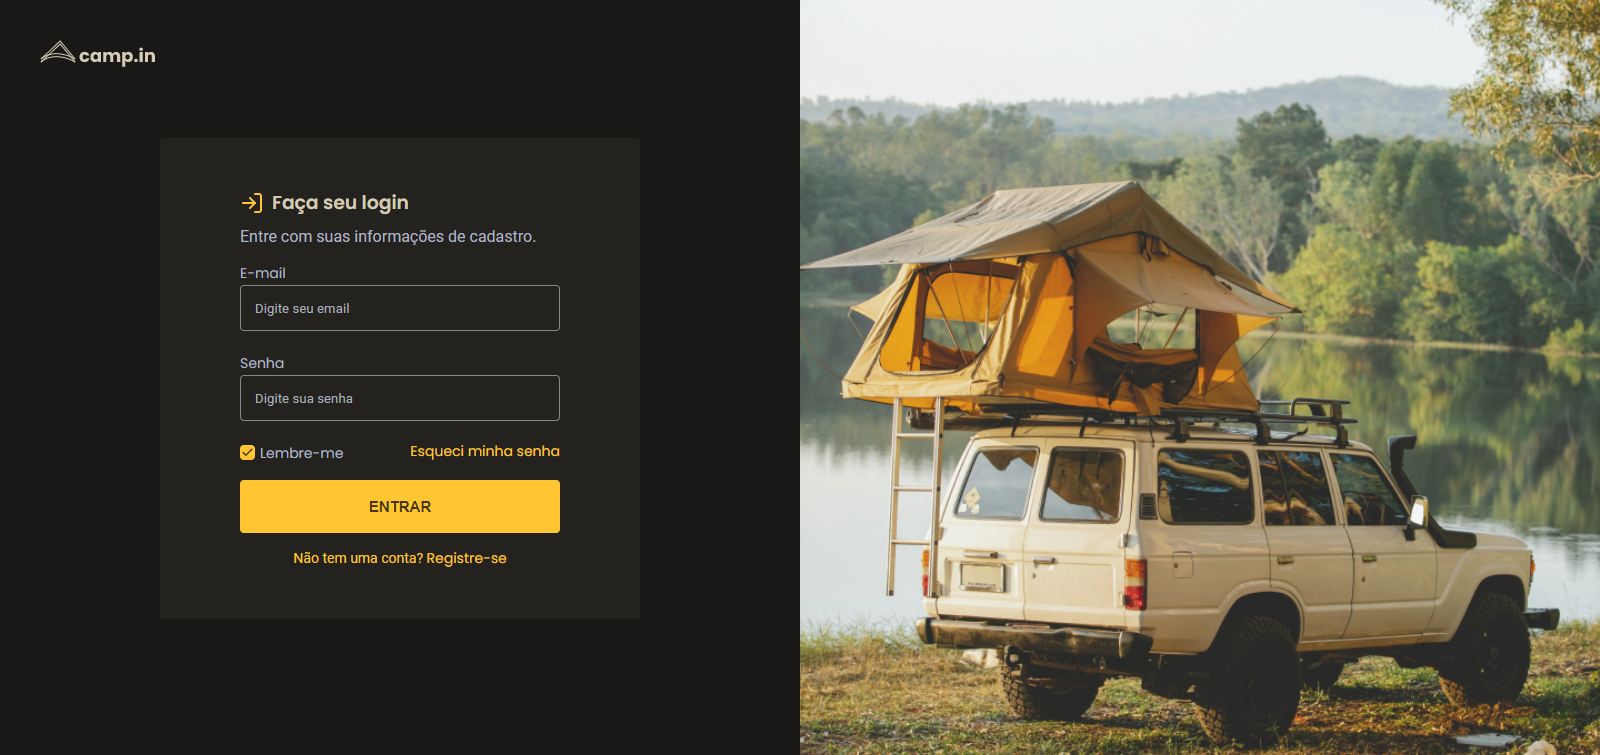 camp.in
Faça seu login
Entre com suas informações de cadastro.
E-mail
Digite seu email
Senha
Digite sua senha
Lembre-me Esqueci minha senha
ENTRAR
Não tem uma conta? Registre-se